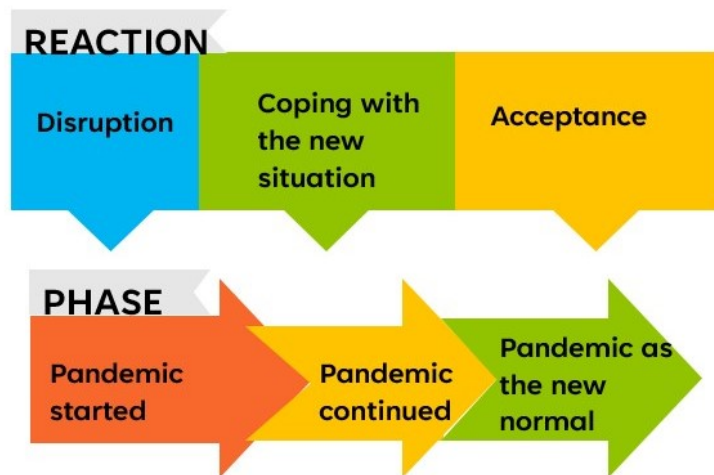 REACTION
Disruption
Coping with
the new
situation
Acceptance
PHASE
Pandemic
started
Pandemic
continued
Pandemic as
the new
normal